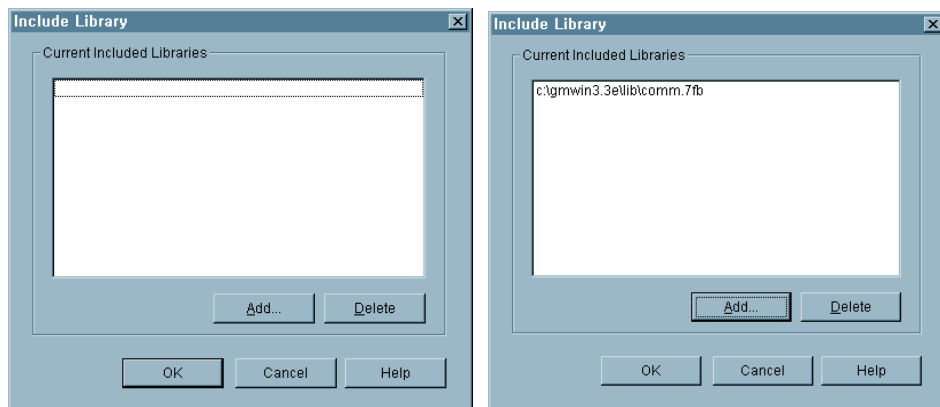 Include Library
Current Included Libraries
Add...
Delete
OK
Cancel
Help
Include Library
Current Included Libraries
c:\gmwin3.3e\lib\comm.7fb
Add...
Delete
OK
Cancel
Help